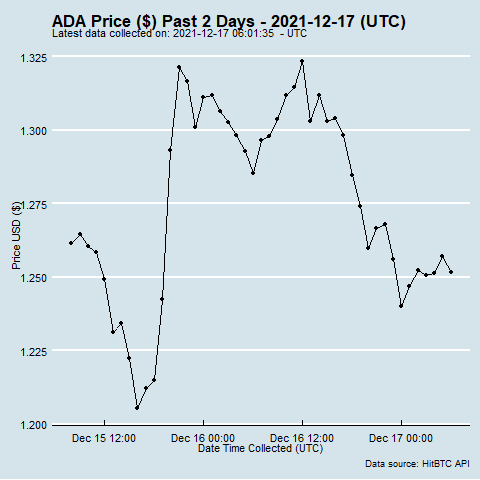 ADA Price ($) Past 2 Days - 2021-12-17 (UTC)
Latest data collected on: 2021-12-17 06:01:35 - UTC
Price USD ($)
1.325
1.300
1.275
1.250
1.225
1.200
Dec 15 12:00 Dec 16 00:00 Dec 16 12:00 Dec 17 00:00
Date Time Collected (UTC)
Data source: HitBTC API